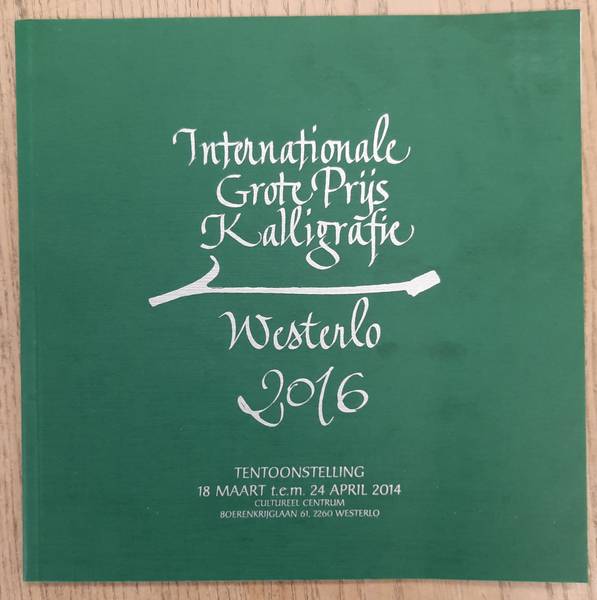 Internationale
Grote Prijs
Kalligrafie
Westerlo
2016
TENTOONSTELLING
18 MAART t.e.m. 24 APRIL 2014
CULTUREEL CENTRUM
BOERENKRIJGLAAN 61, 2260 WESTERLO